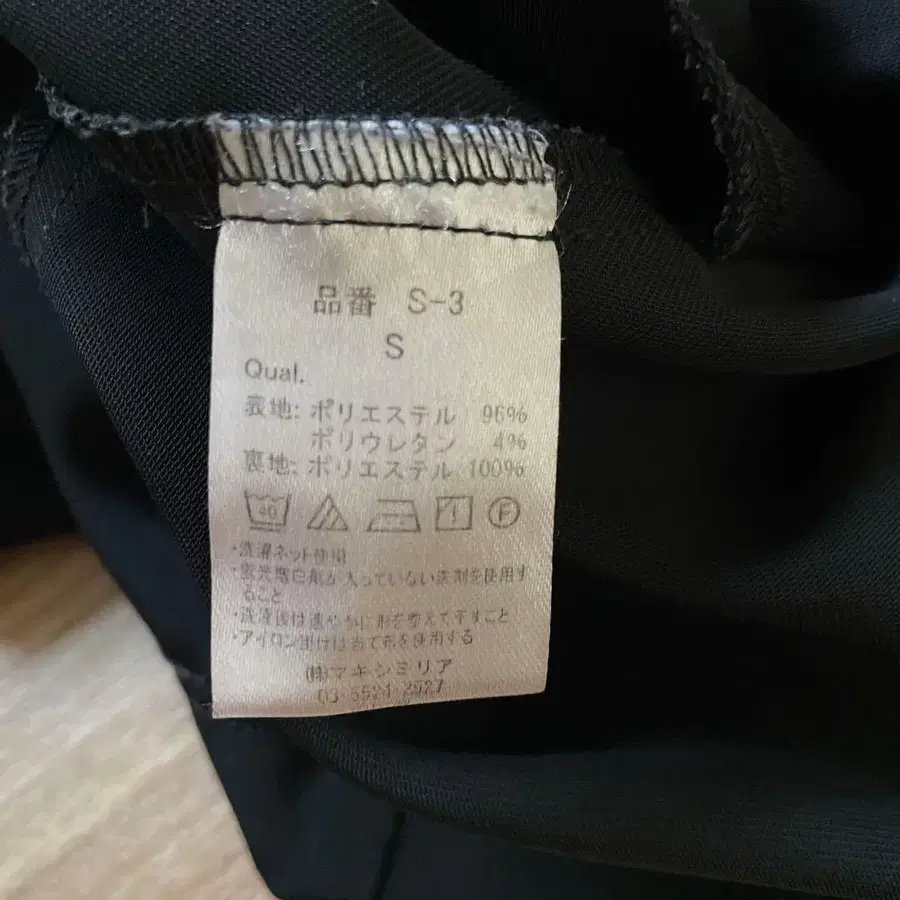 品番 S-3
S
Qual.
表地: ポリエステル 96%
ポリウレタン 4%
裏地: ポリエステル 100%
40 F
・洗濯ネット使用
・蛍光増白剤が入っていない洗剤を使用す
ること
・洗濯後は速やかに形を整えて干すこと
・アイロン掛けは当て布を使用する
㈱マキシミリア
03-5524-2527